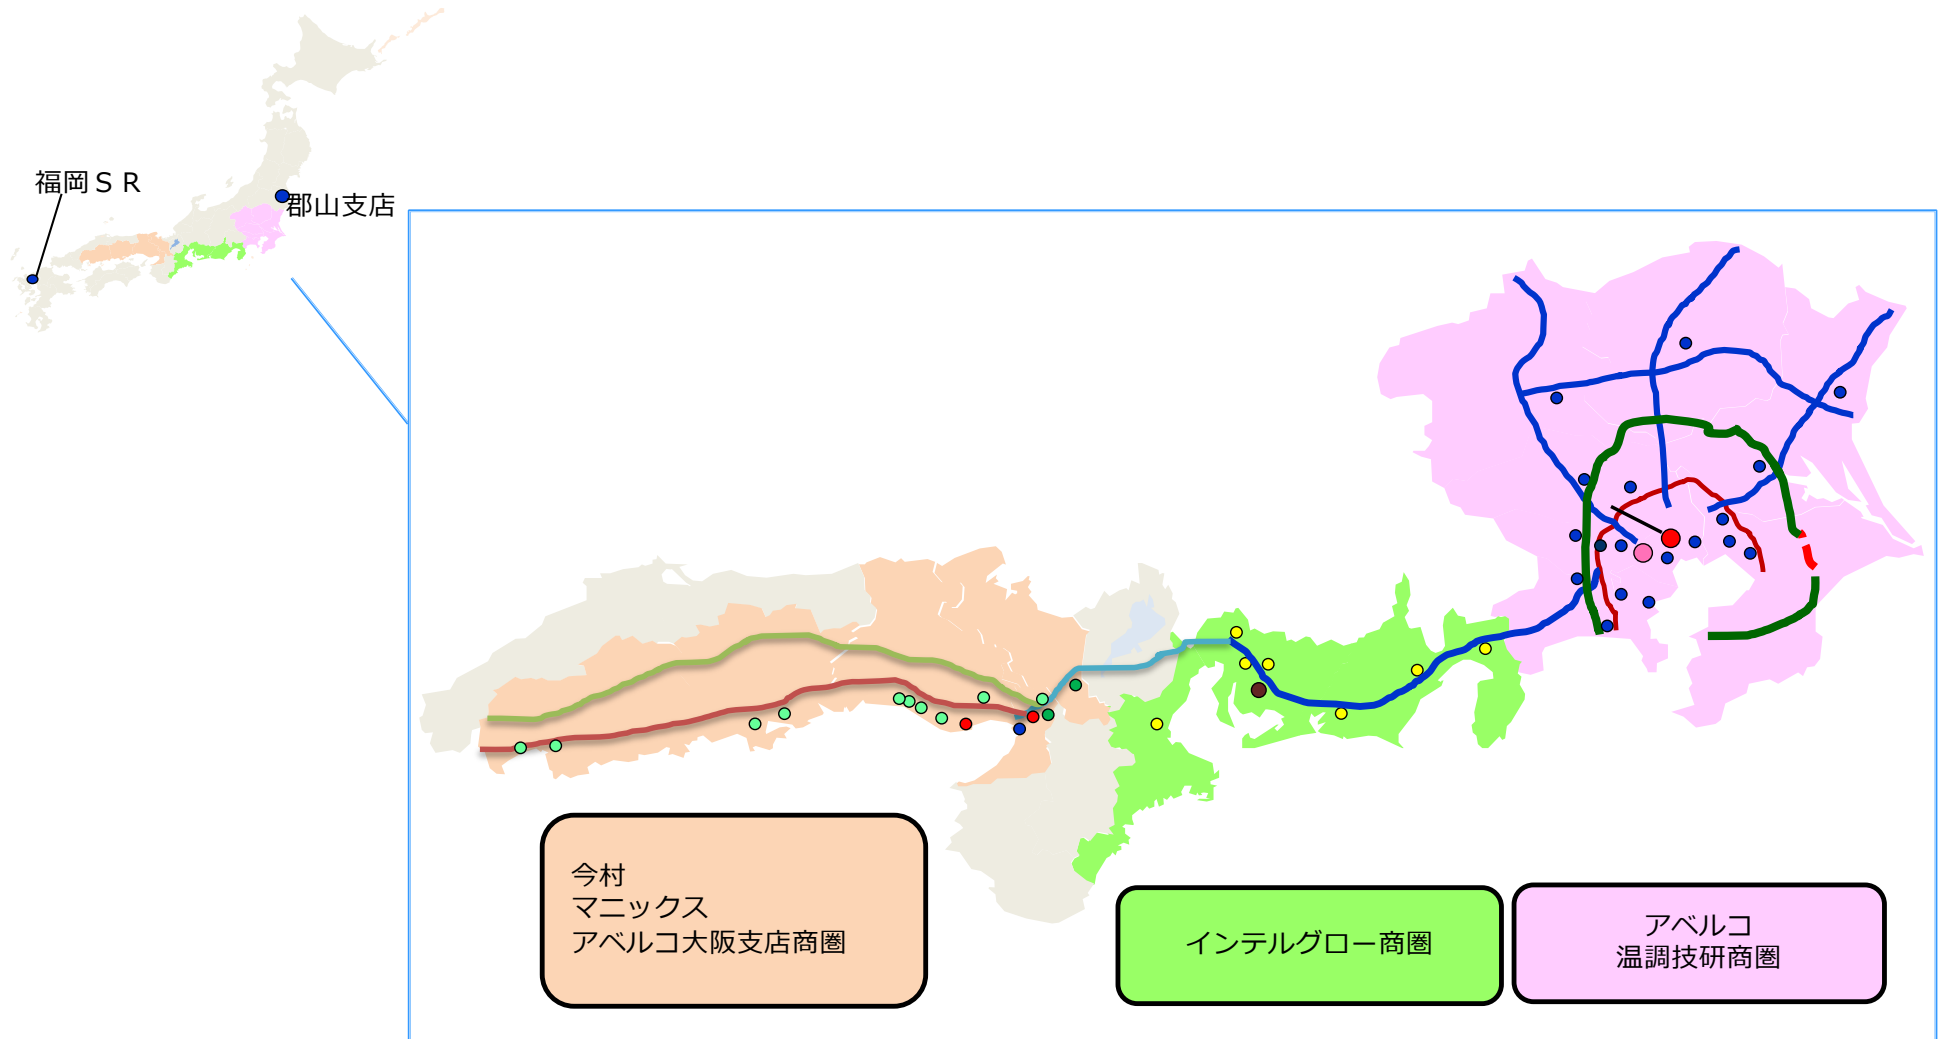 福岡ＳＲ
郡山支店
今村
マニックス
アベルコ大阪支店商圏
インテルグロー商圏
アベルコ
温調技研商圏